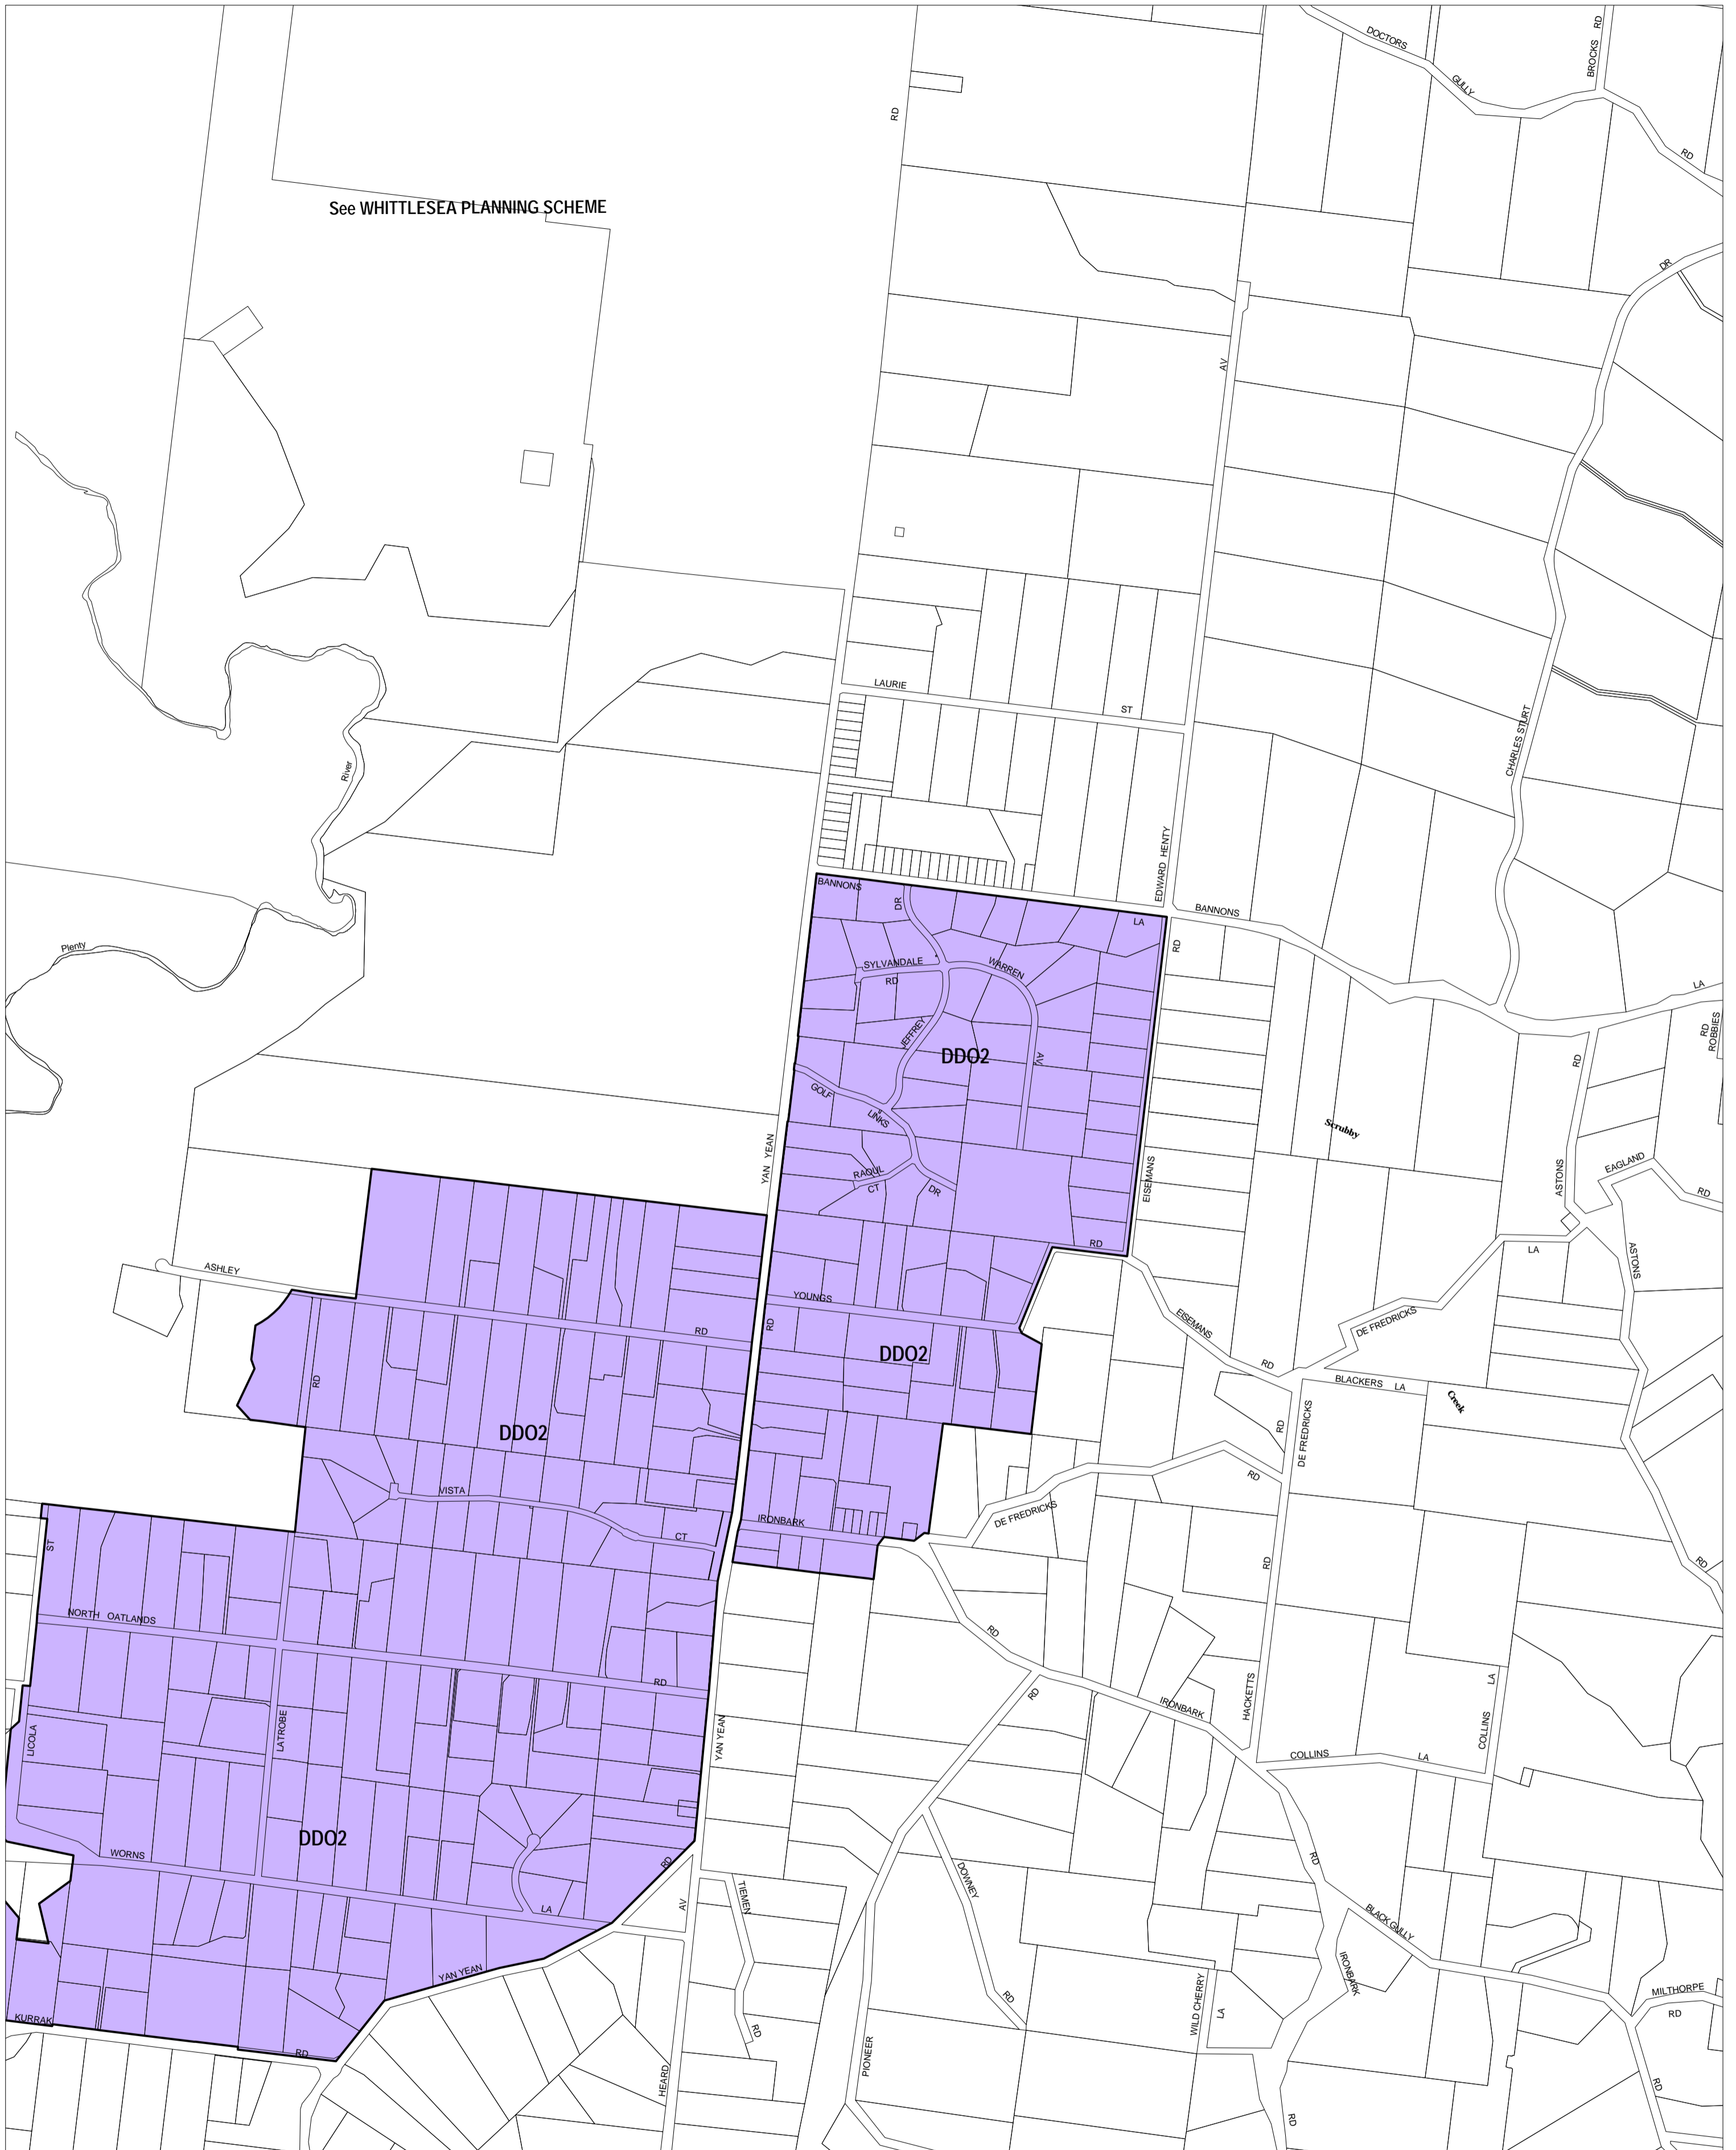 DOCTORS
GULLY
RD
BROCKS RD
RD
See WHITTLESEA PLANNING SCHEME
DR
AV
LAURIE
ST
CHARLES STURT
River
EDWARD HENTY
BANNONS
LA
BANNONS
DR
RD
Plenty
SYLVANDALE
RD
WARREN
LA
RD
ROBBIES
JEFFREY
DDO2
AV
RD
GOLF
LINKS
Scrubby
YAN YEAN
RAOUL
CT
DR
EISEMANS
ASTONS
EAGLAND
RD
RD
LA
ASTONS
ASHLEY
YOUNGS
RD
RD
EISEMANS
DE FREDRICKS
DDO2
RD
RD
BLACKERS LA
Creek
DDO2
RD
DE FREDRICKS
RD
VISTA
CT
IRONBARK
DE FREDRICKS
ST
RD
RD
NORTH OATLANDS
RD
RD
RD
IRONBARK
HACKETTS
LA
LICOLA
LATROBE
YAN YEAN
COLLINS
COLLINS
LA
DDO2
WORNS
RD
RD
DOWNEY
TIEMEN
AV
LA
BLACK GULLY
YAN YEAN
IRONBARK
WILD CHERRY
LA
MILTHORPE
RD
RD
KURRAK
RD
RD
PIONEER
HEARD
RD
RD